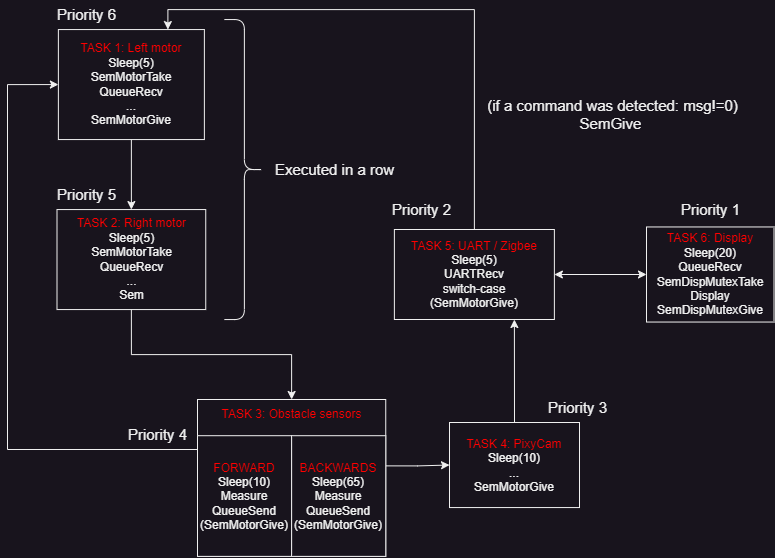 Priority 6
TASK 1: Left motor
Sleep(5)
SemMotorTake
QueueRecv
...
SemMotorGive
(if a command was detected: msg!=0)
SemGive
Executed in a row
Priority 5
TASK 2: Right motor
Sleep(5)
SemMotorTake
QueueRecv
...
Sem
Priority 2
TASK 5: UART / Zigbee
Sleep(5)
UARTRecv
switch-case
(SemMotorGive)
Priority 1
TASK 6: Display
Sleep(20)
QueueRecv
SemDispMutexTake
Display
SemDispMutexGive
Priority 4
TASK 3: Obstacle sensors
FORWARD
Sleep(10)
Measure
QueueSend
(SemMotorGive)
BACKWARDS
Sleep(65)
Measure
QueueSend
(SemMotorGive)
Priority 3
TASK 4: PixyCam
Sleep(10)
...
SemMotorGive